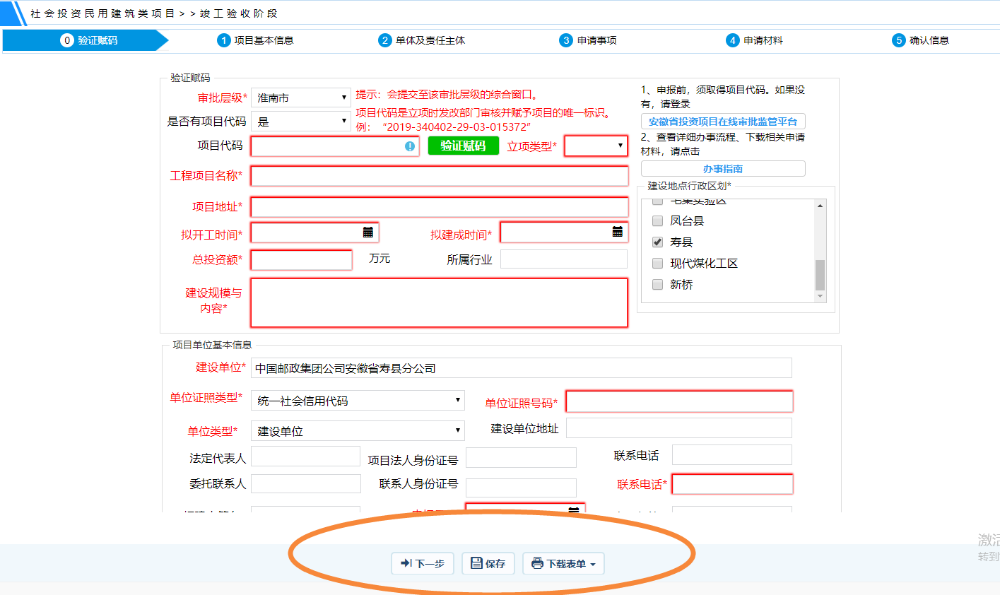 社会投资民用建筑类项目>>竣工验收阶段
0 验证赋码
1 项目基本信息
2 单体及责任主体
3 申请事项
4 申请材料
5 确认信息
验证赋码
审批层级* 淮南市 提示：会提交至该审批层级的综合窗口。
是否有项目代码 是 项目代码是立项时发改部门审核并赋予项目的唯一标识。
例：“2019-340402-29-03-015372”
项目代码 验证赋码 立项类型*
工程项目名称*
项目地址*
拟开工时间* 拟建成时间*
总投资额* 万元 所属行业
建设规模与
内容*
1、申报前，须取得项目代码。如果没
有，请登录
安徽省投资项目在线审批监管平台
2、查看详细办事流程、下载相关申请
材料，请点击
办事指南
建设地点行政区划*
毛集实验区
凤台县
寿县
现代煤化工区
新桥
项目单位基本信息
建设单位* 中国邮政集团公司安徽省寿县分公司
单位证照类型* 统一社会信用代码 单位证照号码*
单位类型* 建设单位 建设单位地址
法定代表人 项目法人身份证号 联系电话
委托联系人 联系人身份证号 联系电话*
下一步 保存 下载表单
激活
转到